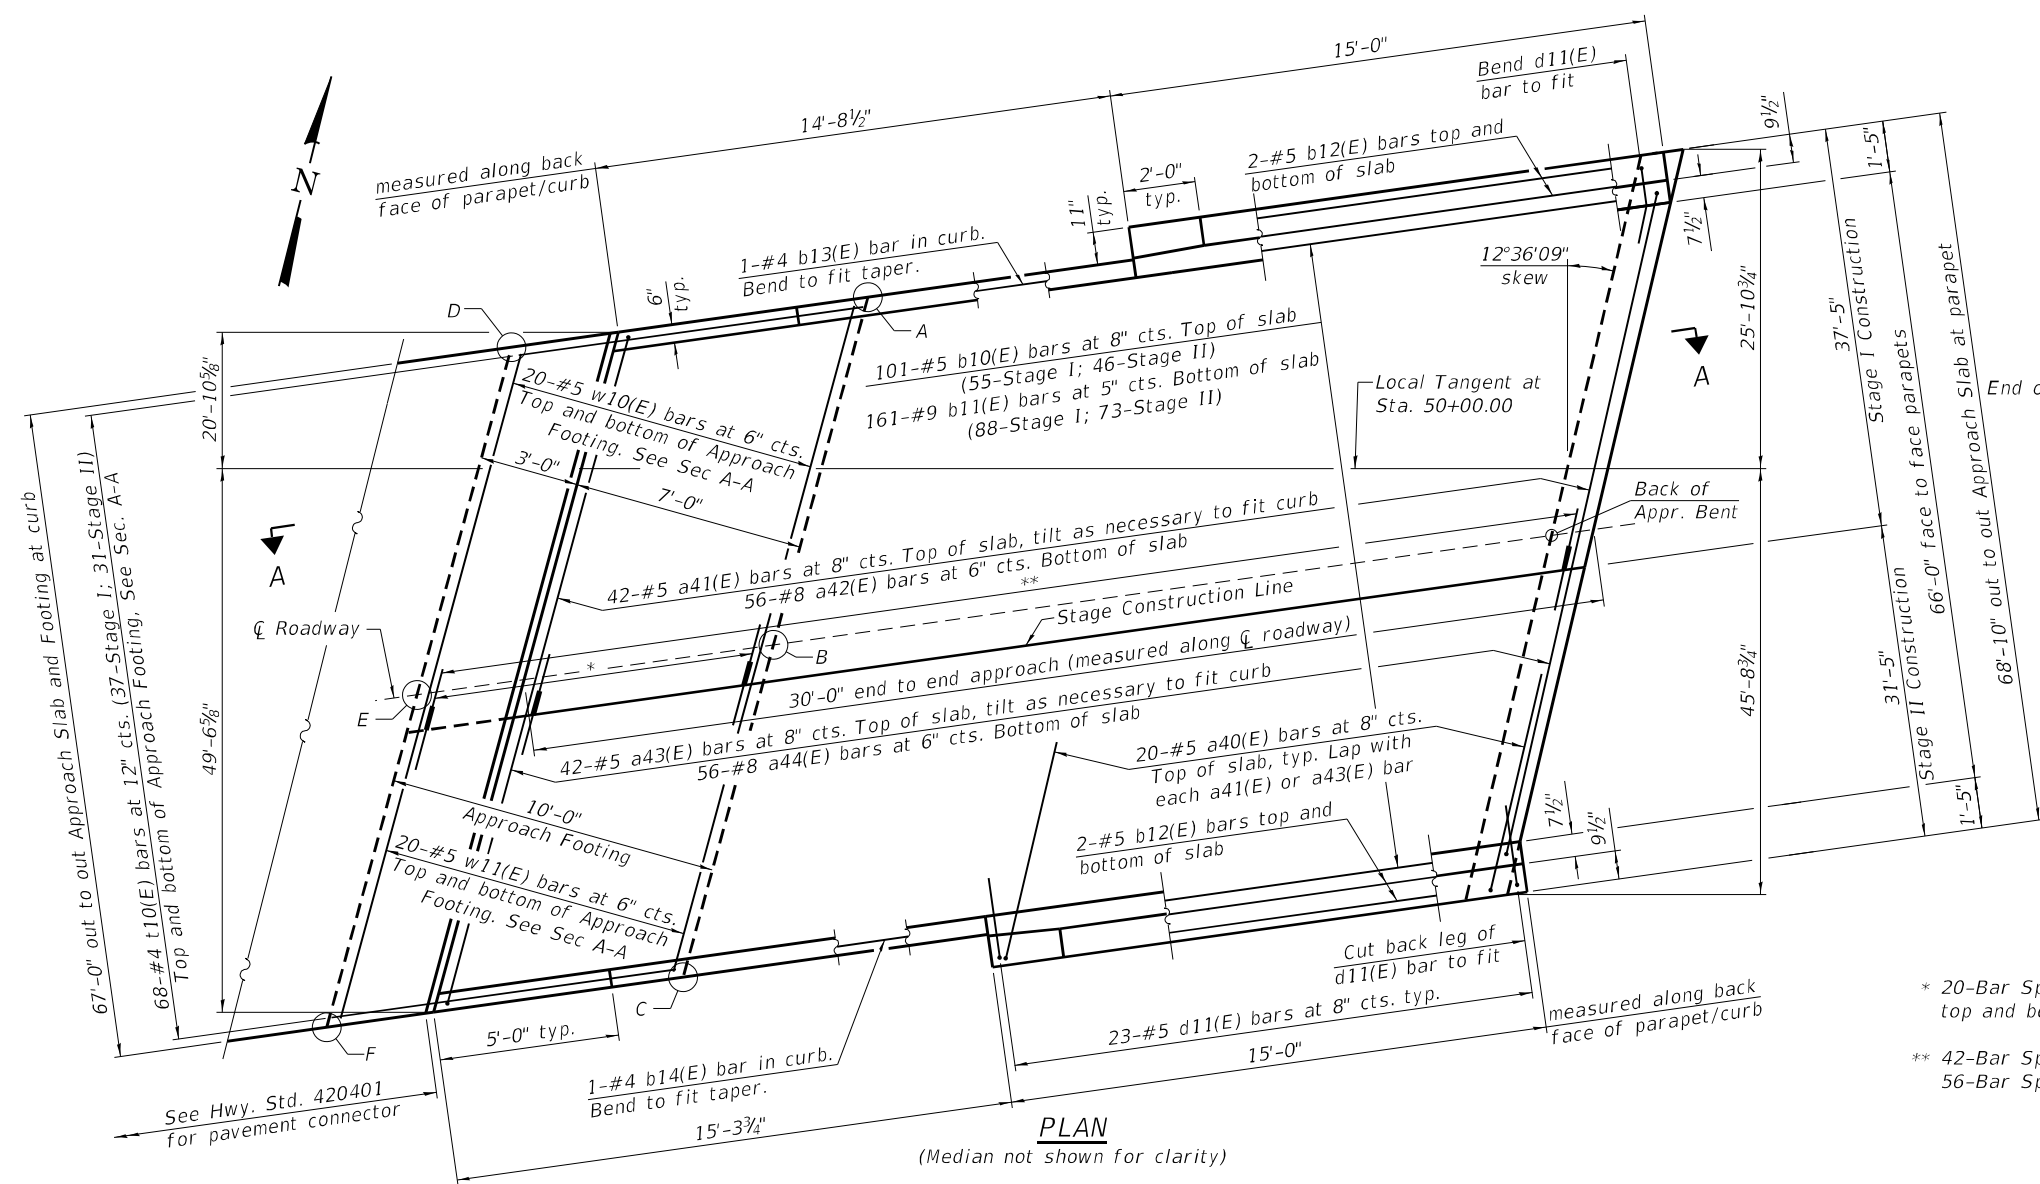 15'-0"
Bend d11(E)
bar to fit
14'-8½"
9½"
1'-5"
measured along back
face of parapet/curb
N
2-#5 b12(E) bars top and
bottom of slab
2'-0"
typ.
11"
typ.
7½"
1-#4 b13(E) bar in curb.
Bend to fit taper.
6"
typ.
12°36'09"
skew
D
A
25'-10¾"
37'-5"
Stage I Construction
101-#5 b10(E) bars at 8" cts. Top of slab
(55-Stage I; 46-Stage II)
161-#9 b11(E) bars at 5" cts. Bottom of slab
(88-Stage I; 73-Stage II)
A
Local Tangent at
Sta. 50+00.00
End o
20'-10⅝"
20-#5 w10(E) bars at 6" cts.
Top and bottom of Approach
Footing. See Sec A-A
3'-0"
7'-0"
66'-0" face to face parapets
68'-10" out to out Approach Slab at parapet
67'-0" out to out Approach Slab and Footing at curb
68-#4 t10(E) bars at 12" cts. (37-Stage I; 31-Stage II)
Top and bottom of Approach Footing, See Sec. A-A
A
Back of
Appr. Bent
42-#5 a41(E) bars at 8" cts. Top of slab, tilt as necessary to fit curb
56-#8 a42(E) bars at 6" cts. Bottom of slab
**
Stage Construction Line
℄ Roadway
*
B
E
30'-0" end to end approach (measured along ℄ roadway)
42-#5 a43(E) bars at 8" cts. Top of slab, tilt as necessary to fit curb
56-#8 a44(E) bars at 6" cts. Bottom of slab
45'-8¾"
31'-5"
Stage II Construction
49'-6⅝"
20-#5 a40(E) bars at 8" cts.
Top of slab, typ. Lap with
each a41(E) or a43(E) bar
10'-0"
Approach Footing
20-#5 w11(E) bars at 6" cts.
Top and bottom of Approach
Footing. See Sec A-A
2-#5 b12(E) bars top and
bottom of slab
7½"
9½"
1'-5"
Cut back leg of
d11(E) bar to fit
C
F
5'-0" typ.
23-#5 d11(E) bars at 8" cts. typ.
15'-0"
measured along back
face of parapet/curb
* 20-Bar Sp
top and bo
** 42-Bar Sp
56-Bar Sp
1-#4 b14(E) bar in curb.
Bend to fit taper.
See Hwy. Std. 420401
for pavement connector
15'-3¾"
PLAN
(Median not shown for clarity)